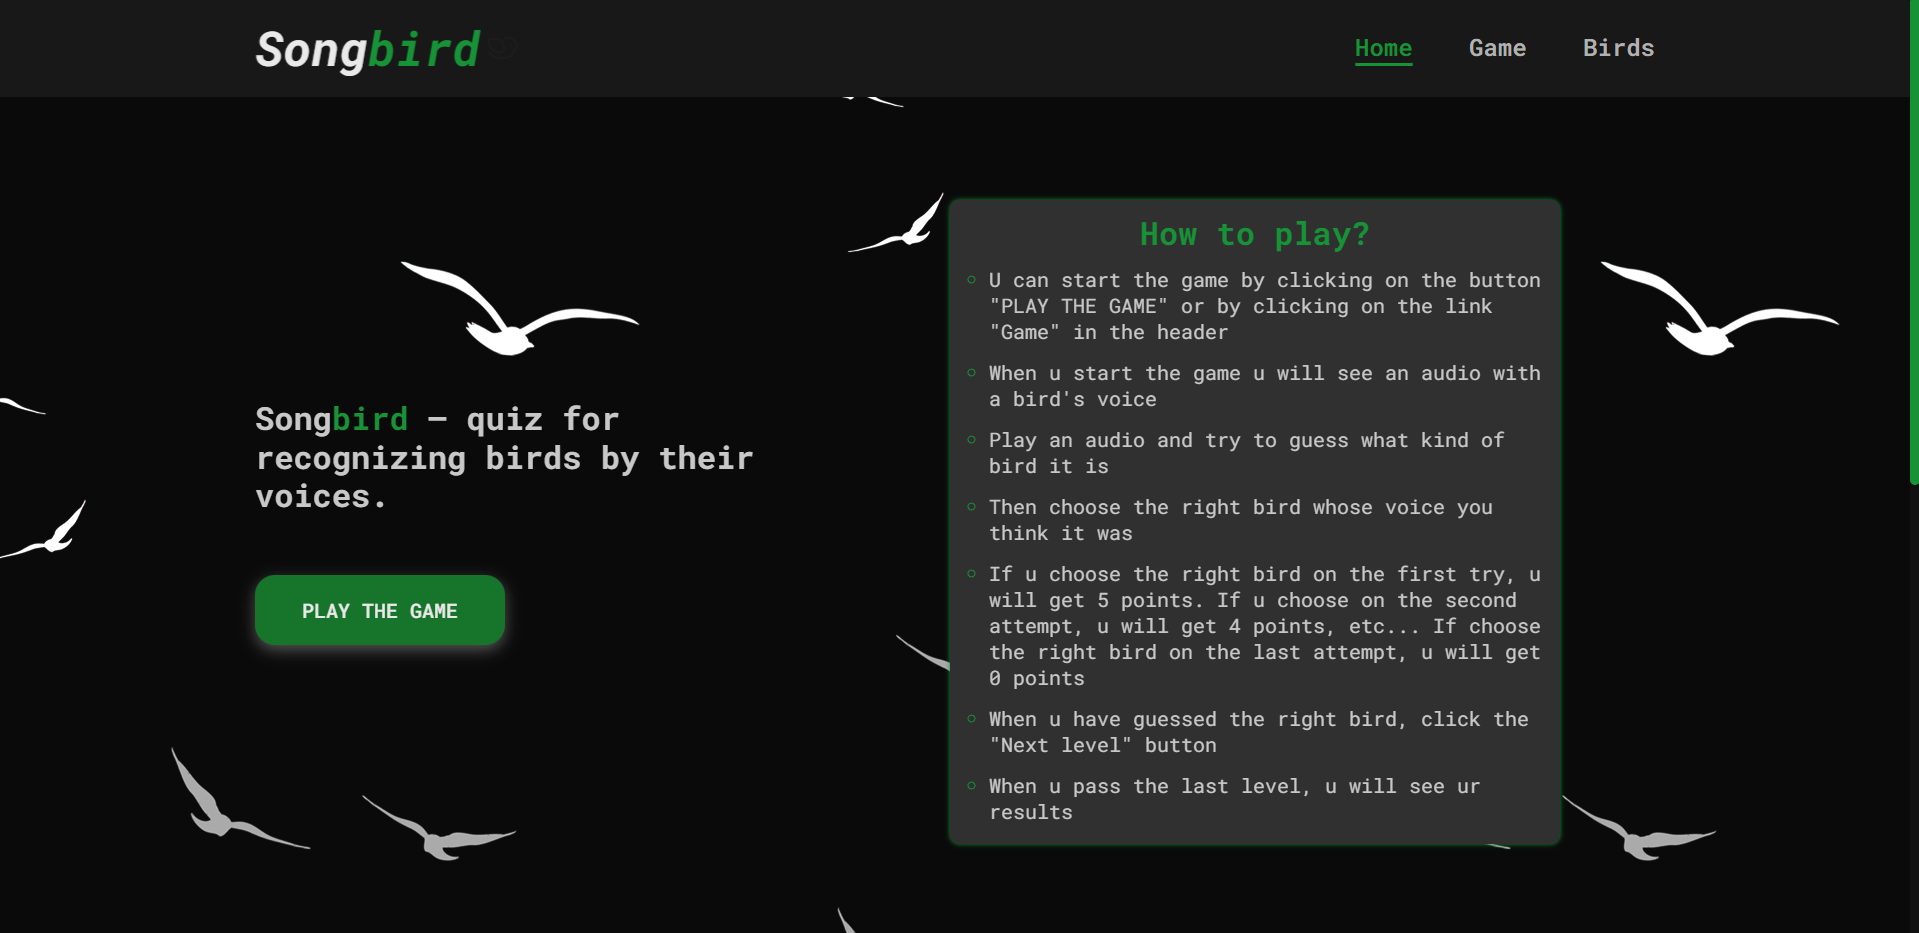 Songbird
Home Game Birds
Songbird – quiz for
recognizing birds by their
voices.
PLAY THE GAME
How to play?
U can start the game by clicking on the button
"PLAY THE GAME" or by clicking on the link
"Game" in the header
When u start the game u will see an audio with
a bird's voice
Play an audio and try to guess what kind of
bird it is
Then choose the right bird whose voice you
think it was
If u choose the right bird on the first try, u
will get 5 points. If u choose on the second
attempt, u will get 4 points, etc... If choose
the right bird on the last attempt, u will get
0 points
When u have guessed the right bird, click the
"Next level" button
When u pass the last level, u will see ur
results